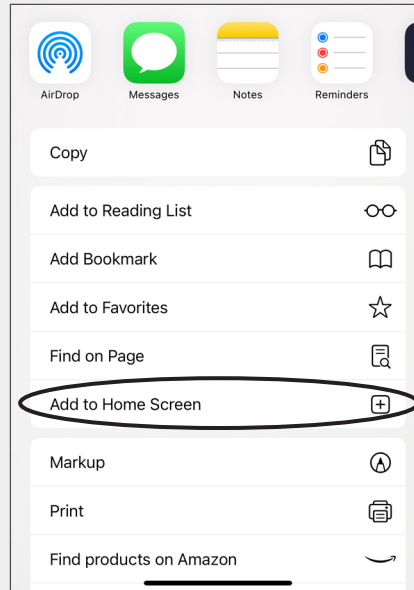 AirDrop Messages Notes Reminders
Copy
Add to Reading List
Add Bookmark
Add to Favorites
Find on Page
Add to Home Screen
Markup
Print
Find products on Amazon